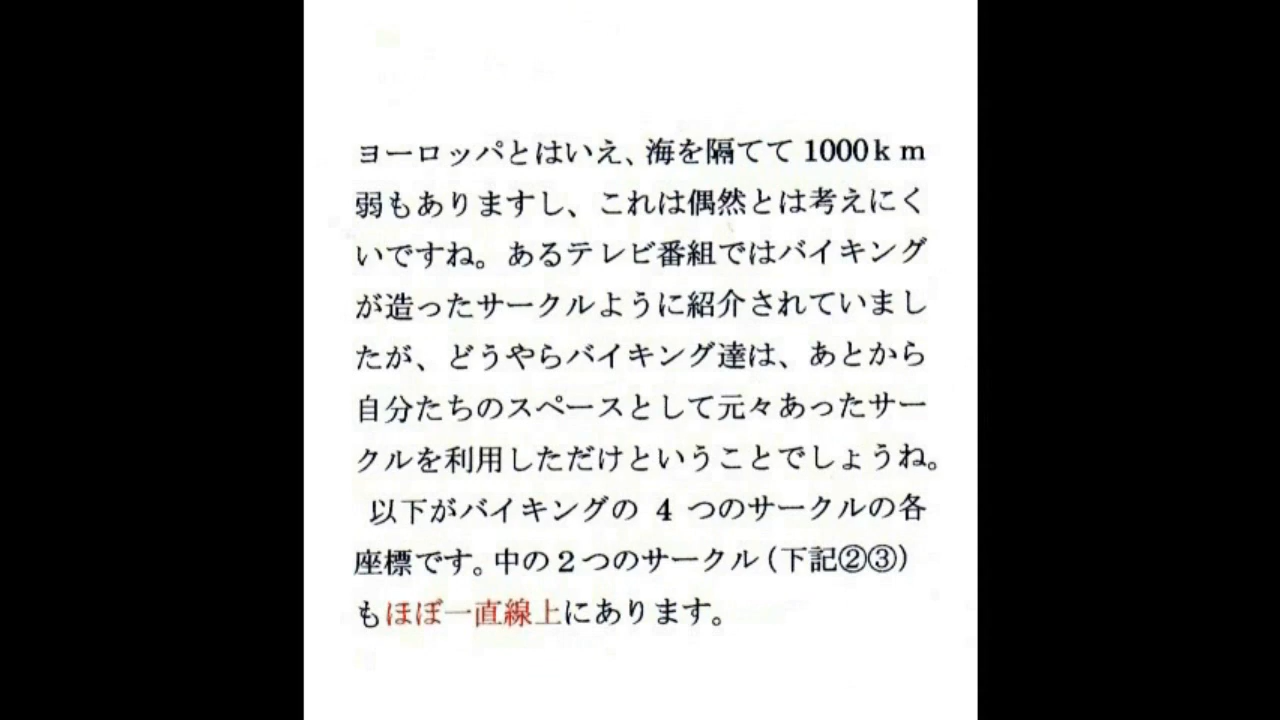 ヨーロッパとはいえ、海を隔てて1000ｋｍ
弱もありますし、これは偶然とは考えにく
いですね。あるテレビ番組ではバイキング
が造ったサークルように紹介されていまし
たが、どうやらバイキング達は、あとから
自分たちのスペースとして元々あったサー
クルを利用しただけということでしょうね。
以下がバイキングの 4 つのサークルの各
座標です。中の２つのサークル（下記②③）
もほぼ一直線上にあります。